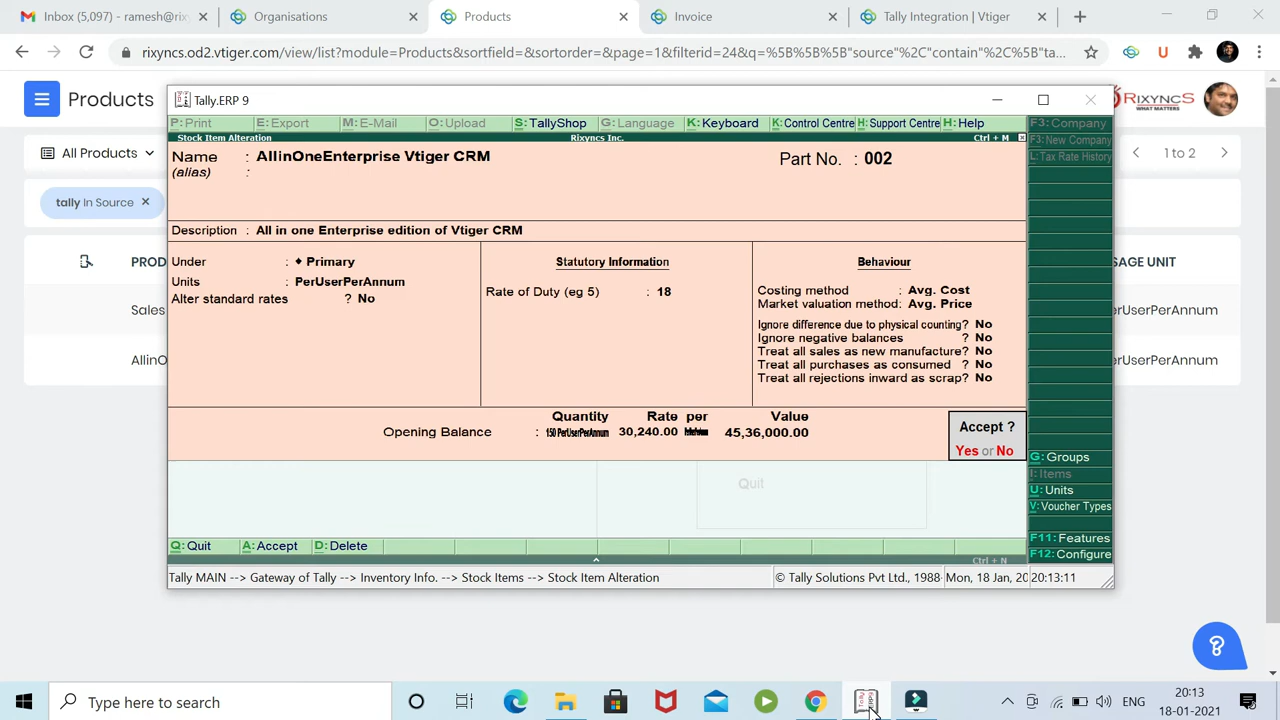 Inbox (5,097) - ramesh@rix
Organisations
Products
Invoice
Tally Integration | Vtiger
rixyncs.od2.vtiger.com/view/list?module=Products&sortfield=&sortorder=&page=1&filterid=24&q=%5B%5B%5B"source"%2C"contain"%2C%5B"ta...
Products
RIXYNCS
WHAT MATTERS
All Products
1 to 2
tally In Source
PROD
SAGE UNIT
Sales
erUserPerAnnum
AllinO
erUserPerAnnum
Tally.ERP 9
P: Print
E: Export
M: E-Mail
O: Upload
S: TallyShop
G: Language
K: Keyboard
K: Control Centre
H: Support Centre
H: Help
F3: Company
F3: New Company
L: Tax Rate History
Stock Item Alteration
Rixyncs Inc.
Ctrl + M
Name : AllinOneEnterprise Vtiger CRM
Part No. : 002
(alias) :
Description : All in one Enterprise edition of Vtiger CRM
Under : ♦ Primary
Units : PerUserPerAnnum
Alter standard rates ? No
Statutory Information
Rate of Duty (eg 5) : 18
Behaviour
Costing method : Avg. Cost
Market valuation method: Avg. Price
Ignore difference due to physical counting? No
Ignore negative balances ? No
Treat all sales as new manufacture? No
Treat all purchases as consumed ? No
Treat all rejections inward as scrap? No
Quantity Rate per Value
Opening Balance : 150 PerUserPerAnnum 30,240.00 45,36,000.00
Accept ?
Yes or No
G: Groups
I: Items
U: Units
V: Voucher Types
F11: Features
F12: Configure
Quit
Q: Quit
A: Accept
D: Delete
Ctrl + N
Tally MAIN --> Gateway of Tally --> Inventory Info. --> Stock Items --> Stock Item Alteration
© Tally Solutions Pvt Ltd., 1988-
Mon, 18 Jan, 20
20:13:11
Type here to search
ENG
20:13
18-01-2021